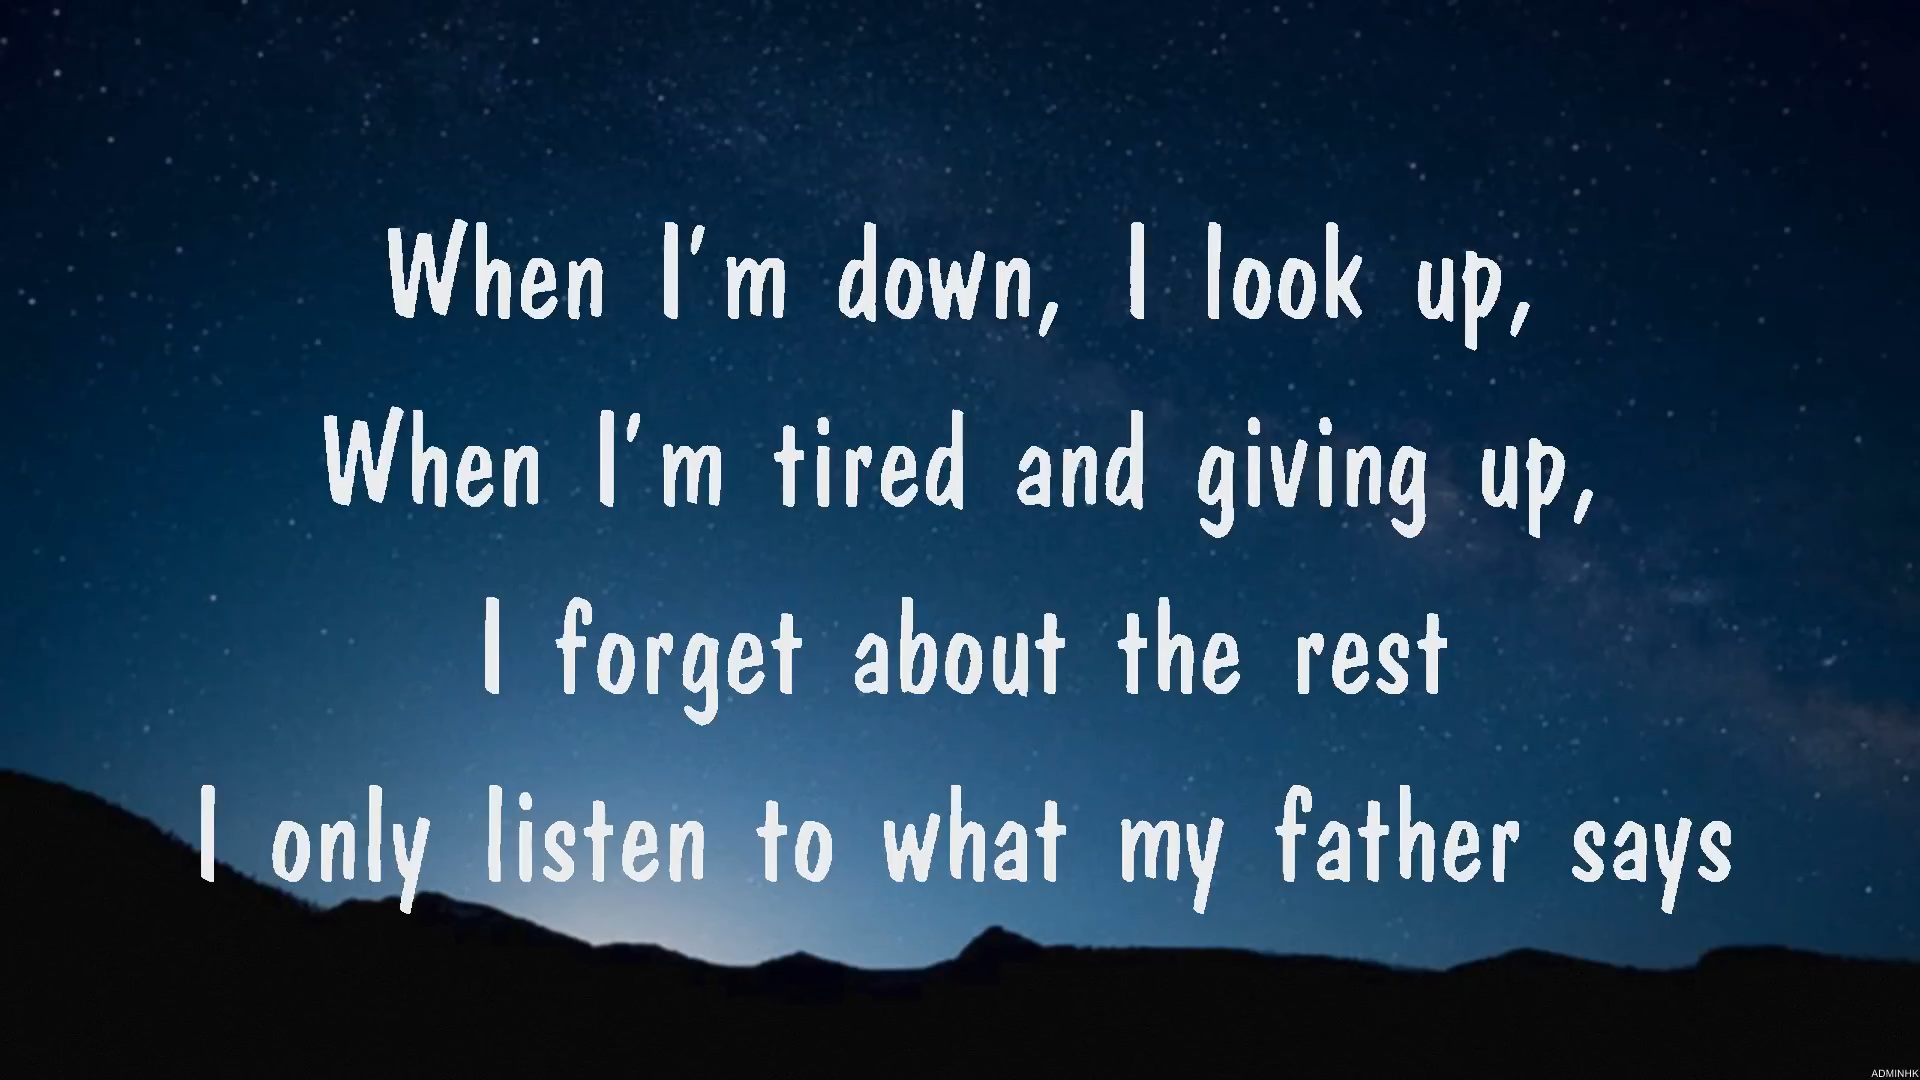 When I'm down, I look up,
When I'm tired and giving up,
I forget about the rest
I only listen to what my father says
ADMINHK